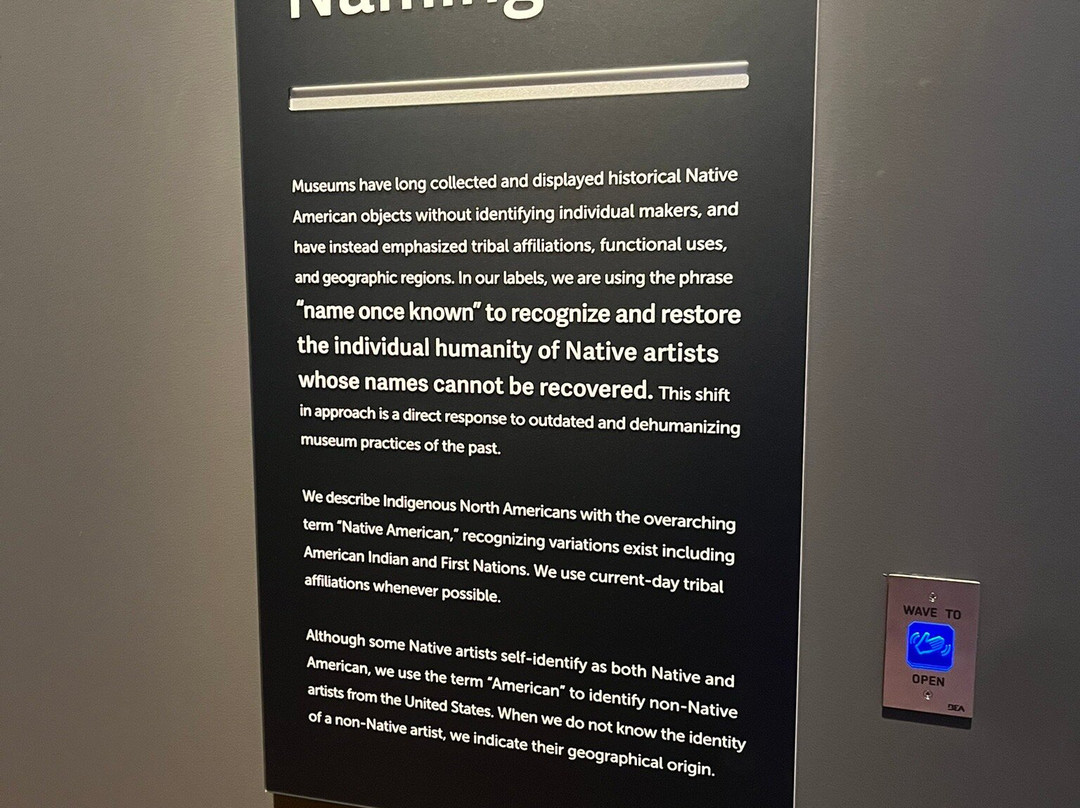 Naming
Museums have long collected and displayed historical Native
American objects without identifying individual makers, and
have instead emphasized tribal affiliations, functional uses,
and geographic regions. In our labels, we are using the phrase
“name once known” to recognize and restore
the individual humanity of Native artists
whose names cannot be recovered. This shift
in approach is a direct response to outdated and dehumanizing
museum practices of the past.
We describe Indigenous North Americans with the overarching
term “Native American,” recognizing variations exist including
American Indian and First Nations. We use current-day tribal
affiliations whenever possible.
Although some Native artists self-identify as both Native and
American, we use the term “American” to identify non-Native
artists from the United States. When we do not know the identity
of a non-Native artist, we indicate their geographical origin.
WAVE TO
OPEN
BEA